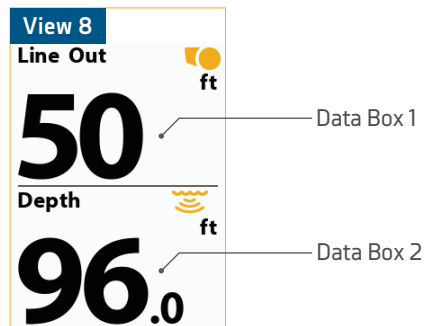 View 8
Line Out
ft
50
Data Box 1
Depth
ft
96.0
Data Box 2